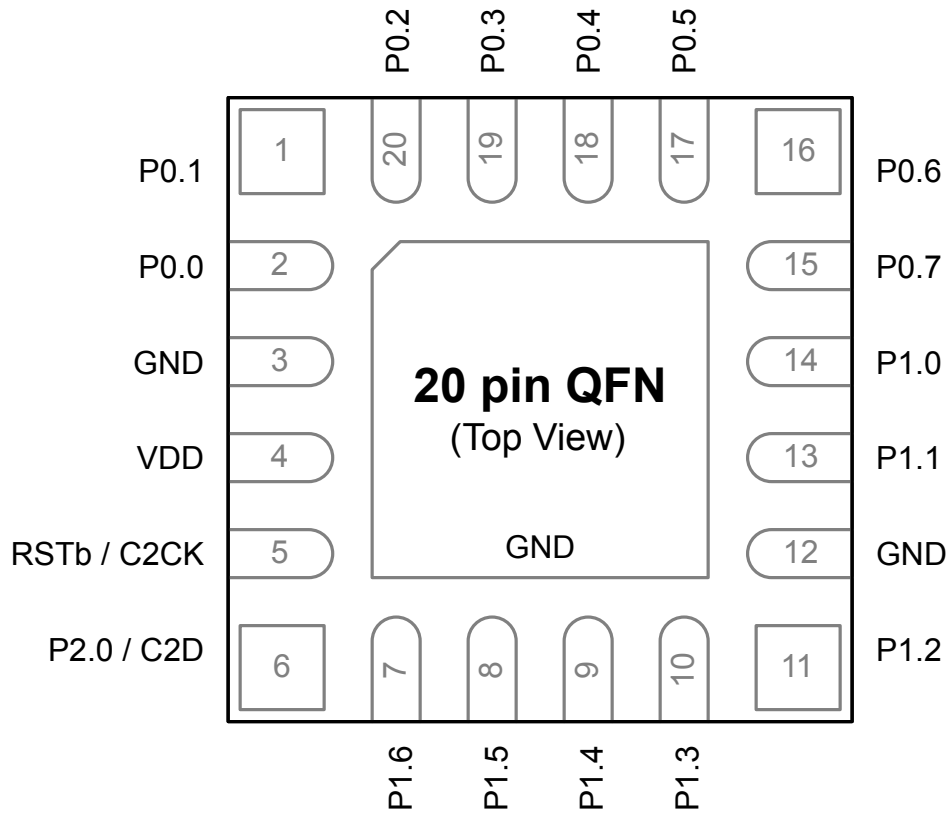 P0.2
P0.3
P0.4
P0.5
1
20
19
18
17
16
P0.1
P0.6
P0.0
2
15
P0.7
GND
3
14
P1.0
20 pin QFN
(Top View)
VDD
4
13
P1.1
RSTb / C2CK
5
GND
12
GND
P2.0 / C2D
6
7
8
9
10
11
P1.2
P1.6
P1.5
P1.4
P1.3